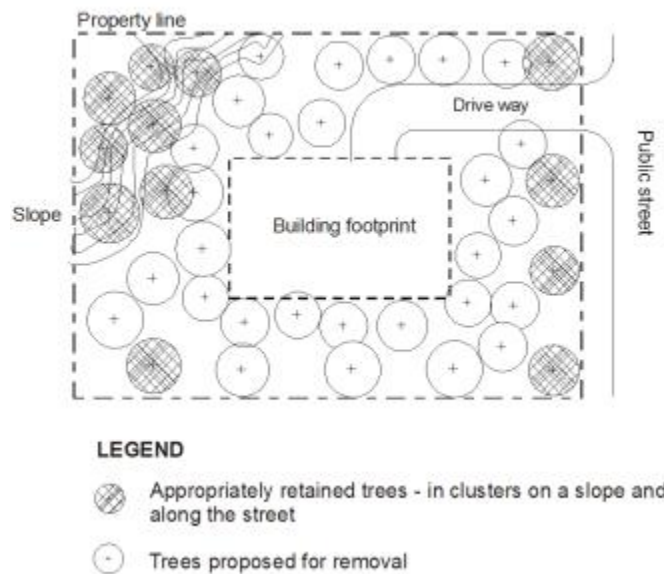 Property line
Drive way
Public street
Slope
Building footprint
LEGEND
Appropriately retained trees - in clusters on a slope and
along the street
Trees proposed for removal